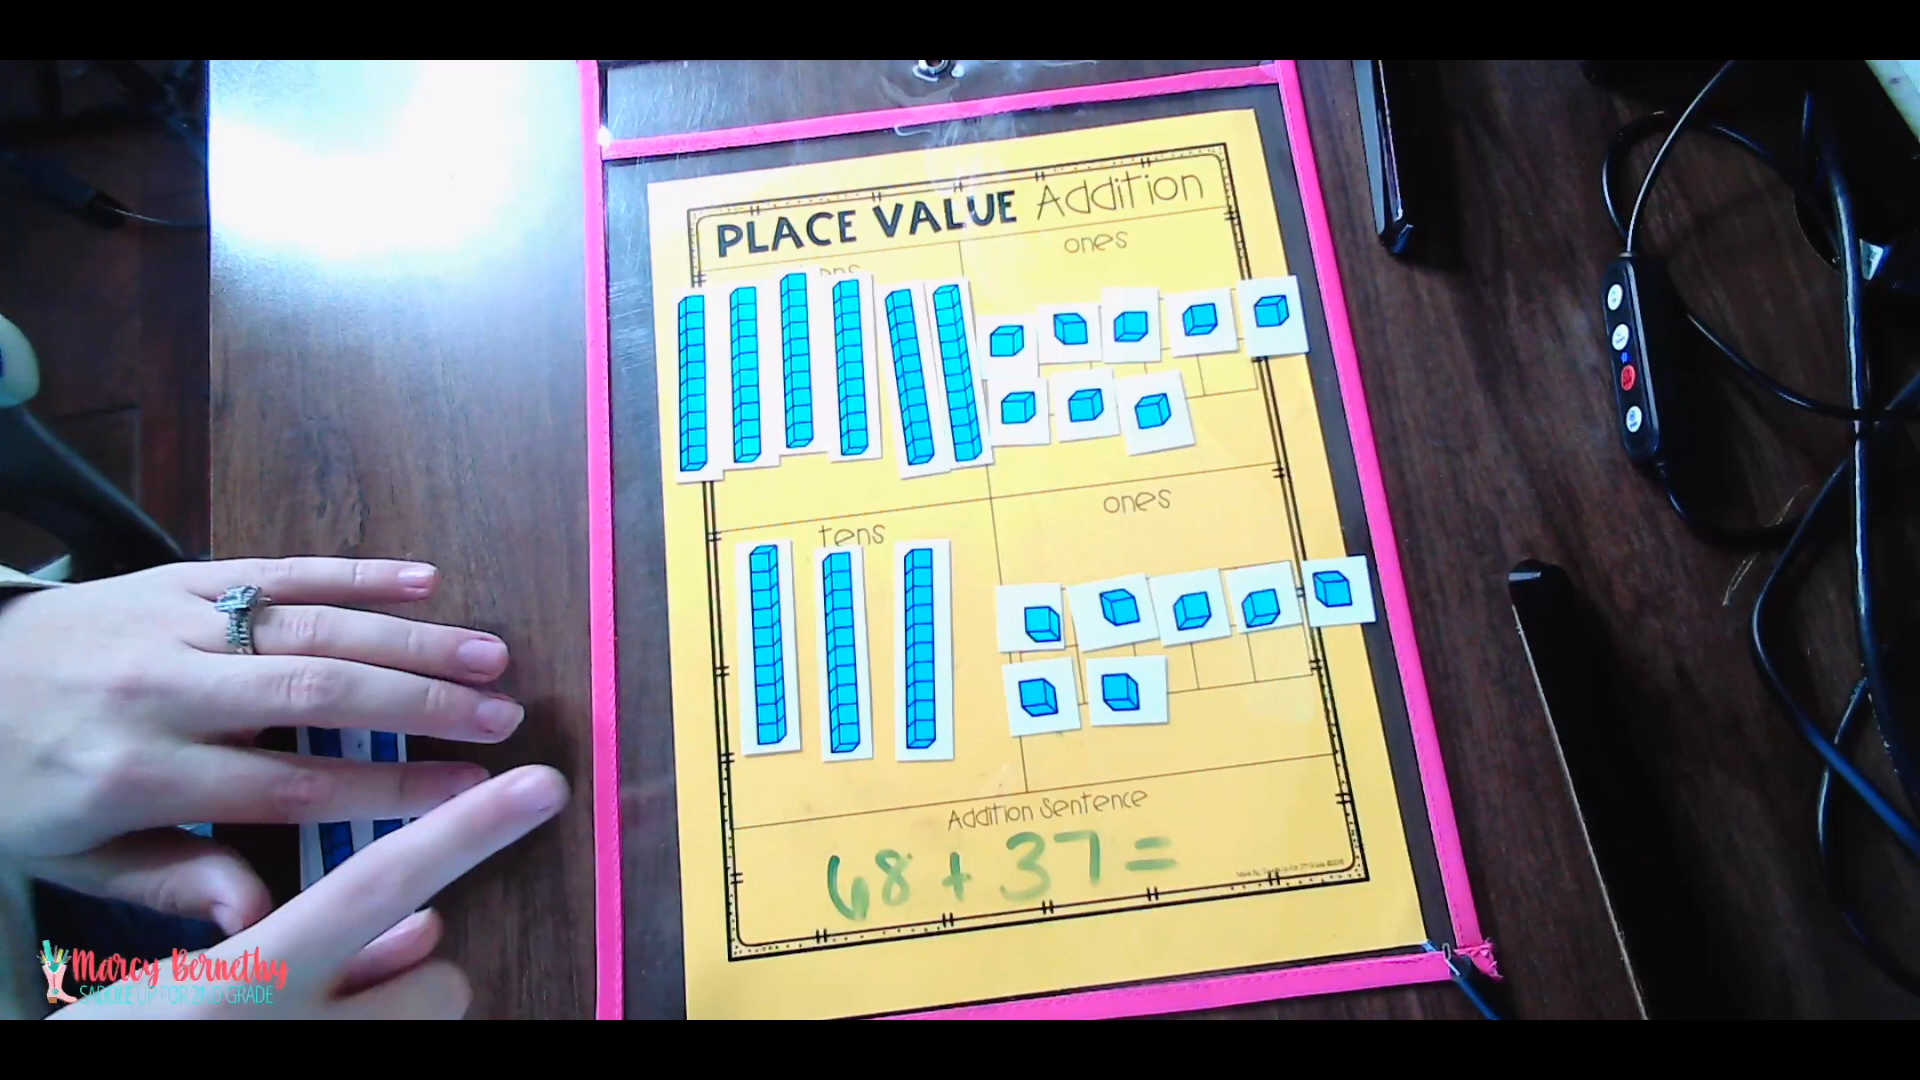 PLACE VALUE Addition
ones
tens
ones
Addition Sentence
68 + 37 =
Marcy Bernethy
SADDLE UP FOR 2ND GRADE